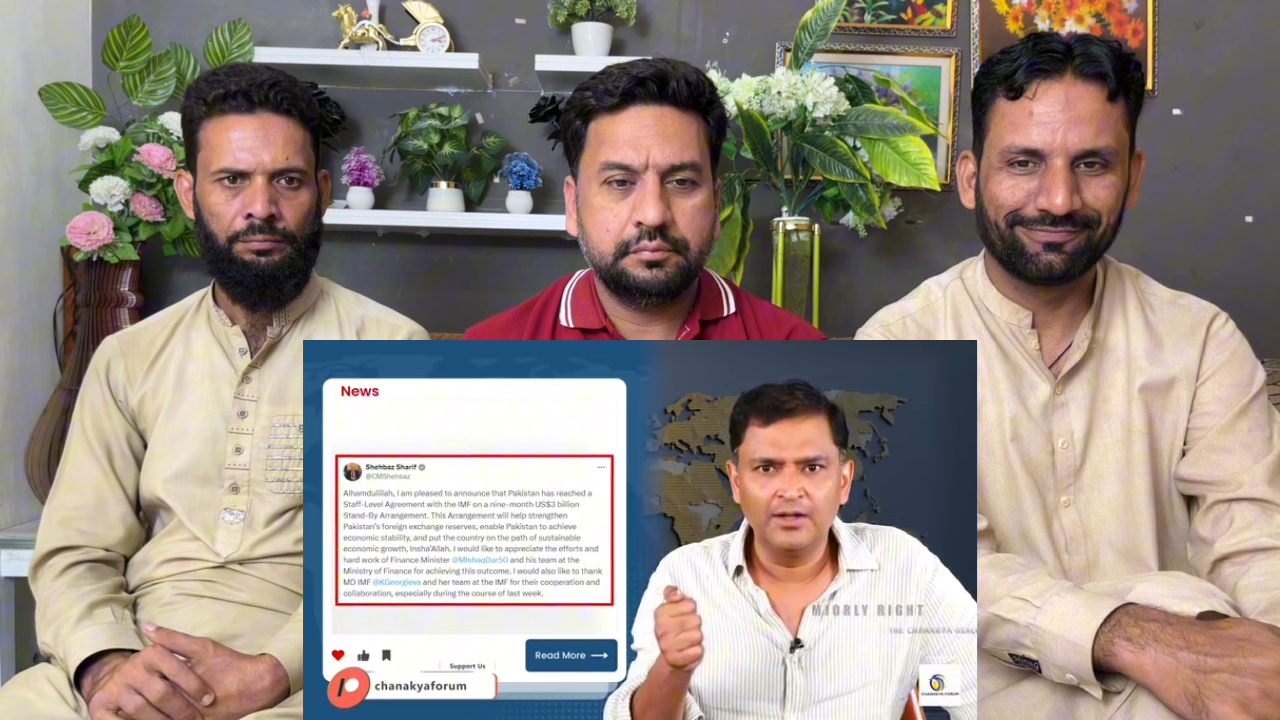 News
Shehbaz Sharif
@CMShehbaz
Alhamdulillah, I am pleased to announce that Pakistan has reached a
Staff-Level Agreement with the IMF on a nine-month US$3 billion
Stand-By Arrangement. This Arrangement will help strengthen
Pakistan's foreign exchange reserves, enable Pakistan to achieve
economic stability, and put the country on the path of sustainable
economic growth, Insha'Allah. I would like to appreciate the efforts and
hard work of Finance Minister @MIshaqDar50 and his team at the
Ministry of Finance for achieving this outcome. I would also like to thank
MD IMF @KGeorgieva and her team at the IMF for their cooperation and
collaboration, especially during the course of last week.
Read More
Support Us
chanakyaforum
RIGHT
THE CHANAKYA
CHANAKYA FORUM